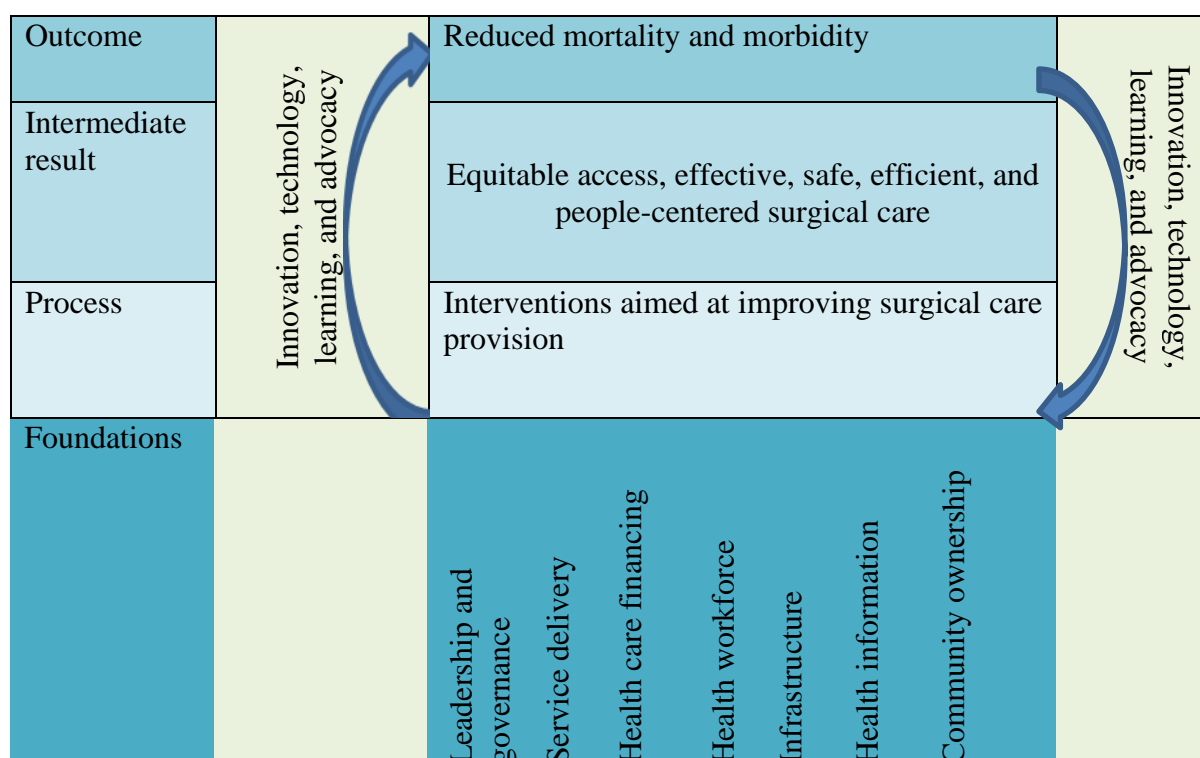 Outcome
Innovation, technology,
learning, and advocacy
Reduced mortality and morbidity
Innovation, technology,
learning, and advocacy
Intermediate
result
Equitable access, effective, safe, efficient, and
people-centered surgical care
Process
Interventions aimed at improving surgical care
provision
Foundations
Leadership and
governance
Service delivery
Health care financing
Health workforce
Infrastructure
Health information
Community ownership